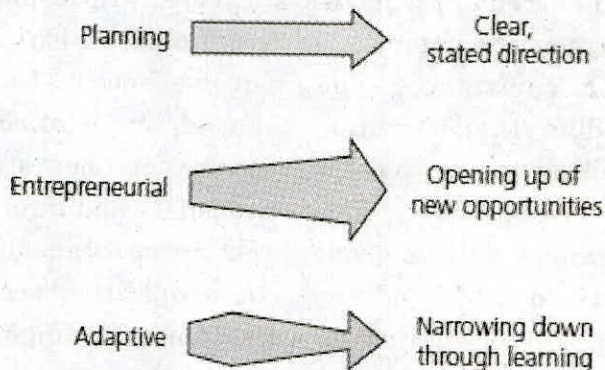 Planning
Clear,
stated direction
Entrepreneurial
Opening up of
new opportunities
Adaptive
Narrowing down
through learning